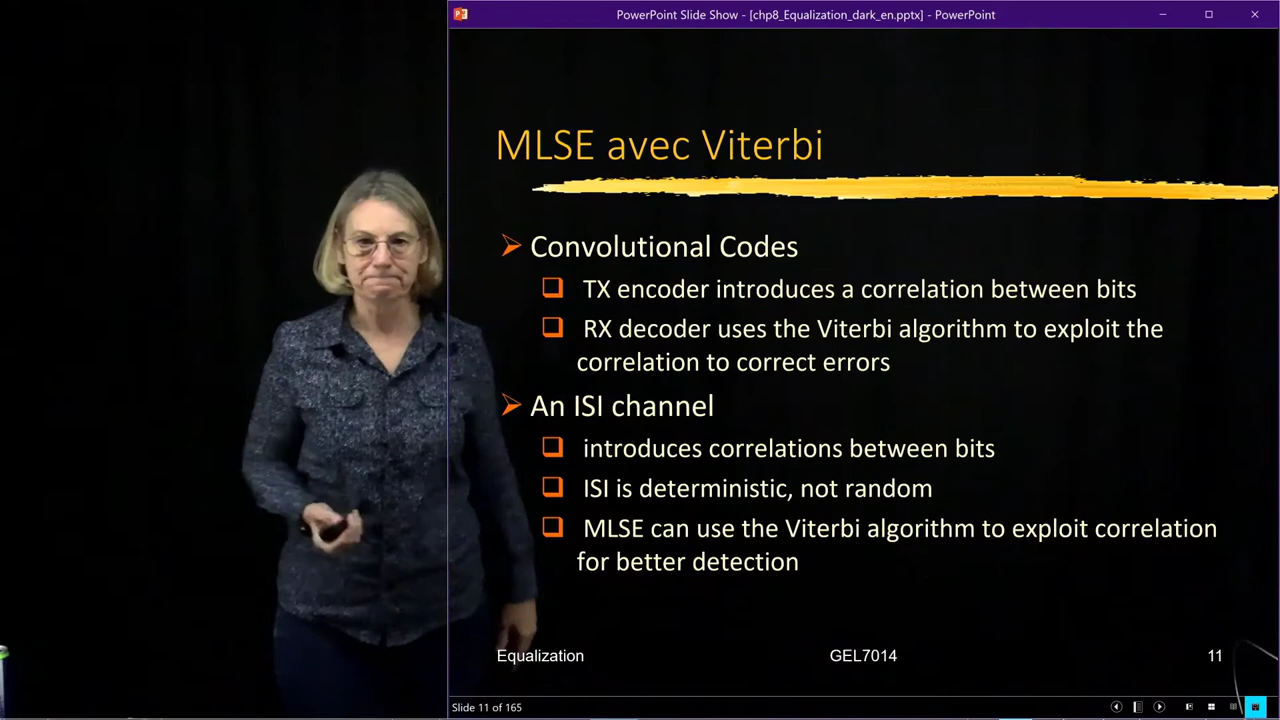 PowerPoint Slide Show - [chp8_Equalization_dark_en.pptx] - PowerPoint
MLSE avec Viterbi
Convolutional Codes
TX encoder introduces a correlation between bits
RX decoder uses the Viterbi algorithm to exploit the
correlation to correct errors
An ISI channel
introduces correlations between bits
ISI is deterministic, not random
MLSE can use the Viterbi algorithm to exploit correlation
for better detection
Equalization GEL7014 11
Slide 11 of 165